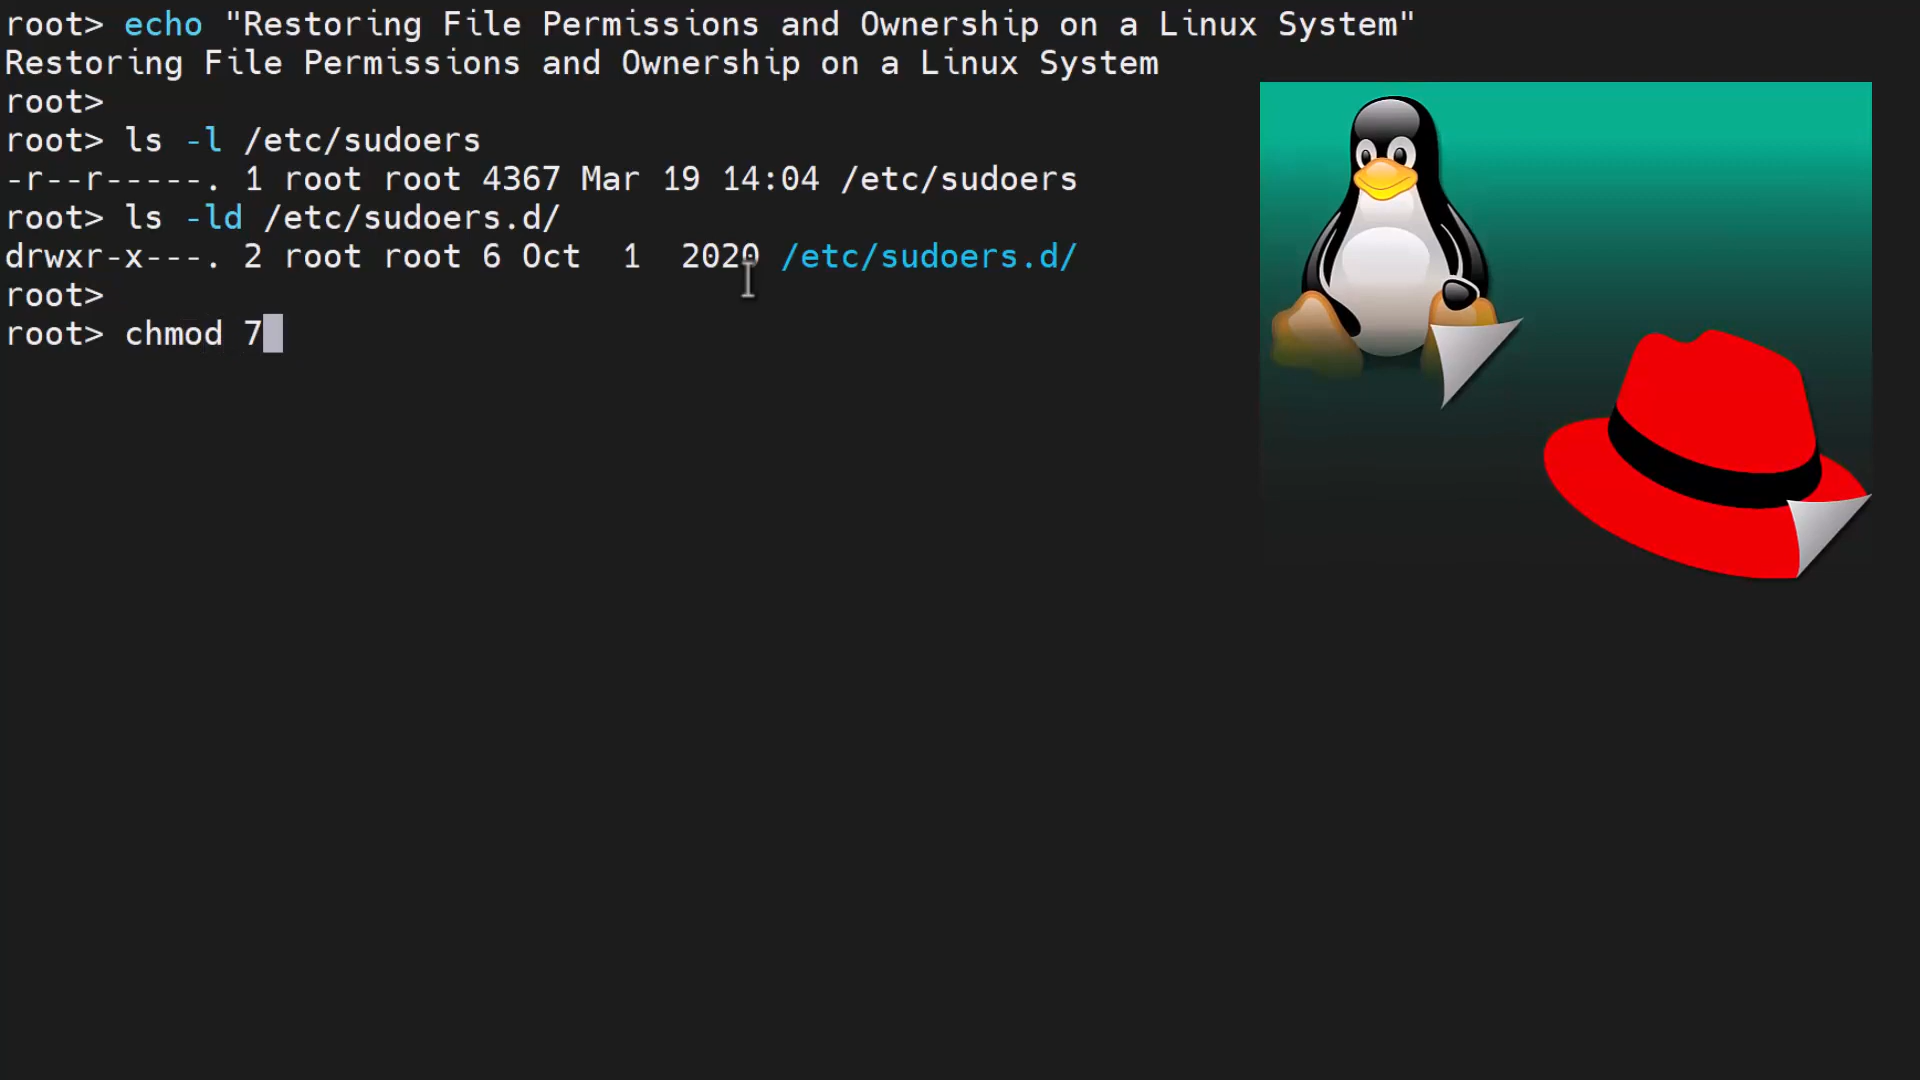 root> echo "Restoring File Permissions and Ownership on a Linux System"
Restoring File Permissions and Ownership on a Linux System
root>
root> ls -l /etc/sudoers
-r--r-----. 1 root root 4367 Mar 19 14:04 /etc/sudoers
root> ls -ld /etc/sudoers.d/
drwxr-x---. 2 root root 6 Oct  1  2020 /etc/sudoers.d/
root>
root> chmod 7